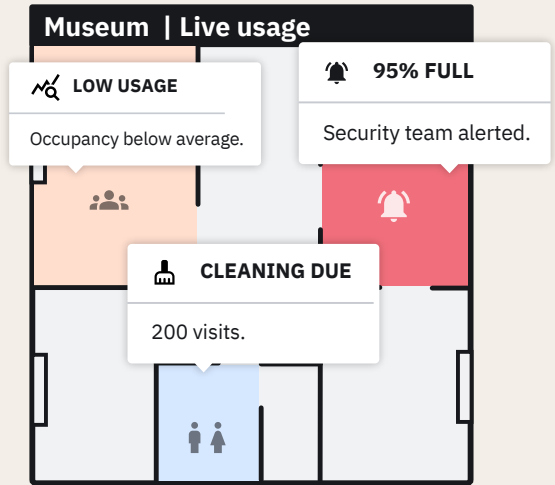 Museum | Live usage
LOW USAGE
Occupancy below average.
95% FULL
Security team alerted.
CLEANING DUE
200 visits.